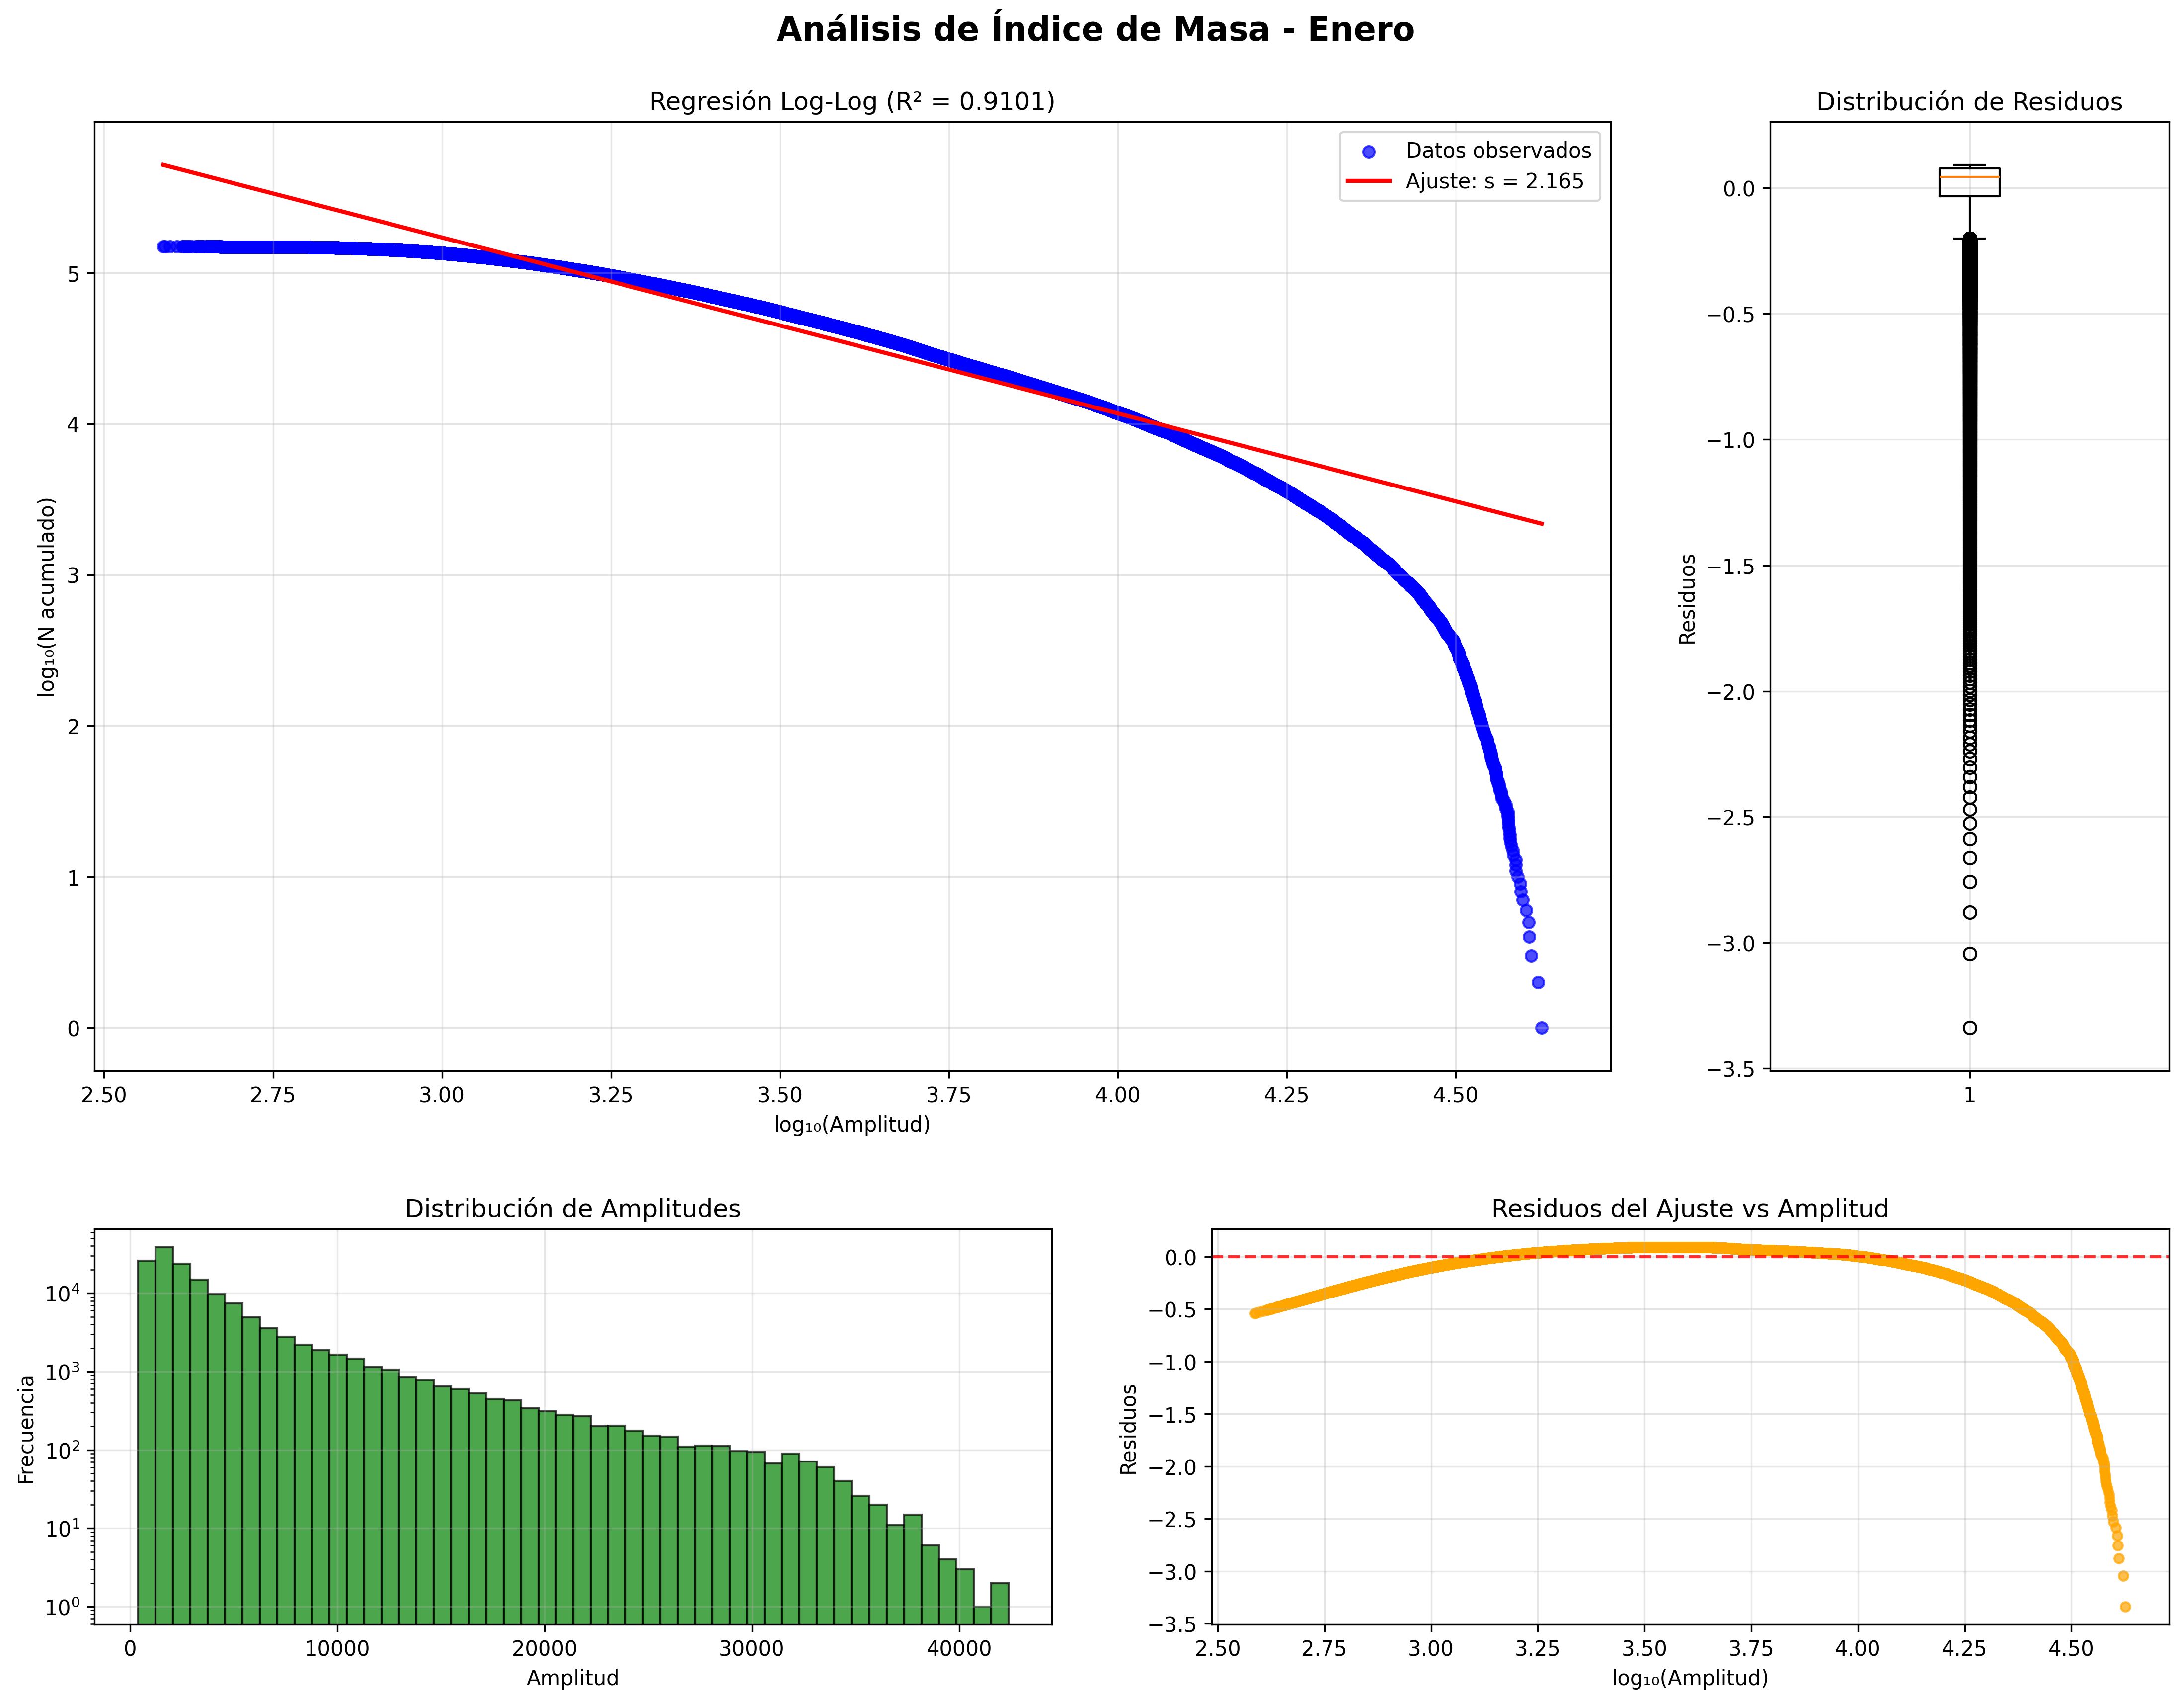 Análisis de Índice de Masa - Enero
Regresión Log-Log (R² = 0.9101)
Datos observados
Ajuste: s = 2.165
log₁₀(N acumulado)
5
4
3
2
1
0
2.50 2.75 3.00 3.25 3.50 3.75 4.00 4.25 4.50
log₁₀(Amplitud)
Distribución de Residuos
Residuos
0.0
−0.5
−1.0
−1.5
−2.0
−2.5
−3.0
−3.5
1
Distribución de Amplitudes
Frecuencia
10⁴
10³
10²
10¹
10⁰
0 10000 20000 30000 40000
Amplitud
Residuos del Ajuste vs Amplitud
Residuos
0.0
−0.5
−1.0
−1.5
−2.0
−2.5
−3.0
−3.5
2.50 2.75 3.00 3.25 3.50 3.75 4.00 4.25 4.50
log₁₀(Amplitud)